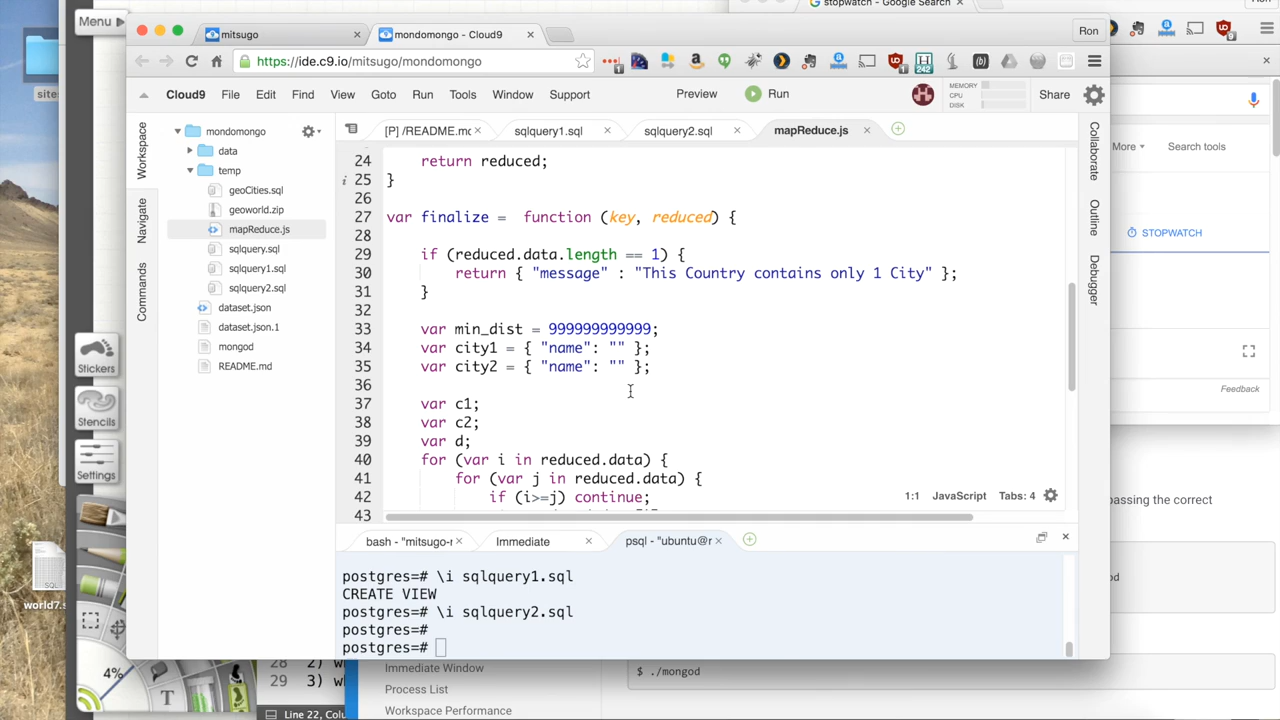 stopwatch - Google Search
Ron
Menu
mitsugo
mondomongo - Cloud9
Ron
https://ide.c9.io/mitsugo/mondomongo
Cloud9 File Edit Find View Goto Run Tools Window Support Preview Run Share
MEMORY
CPU
DISK
More
Search tools
STOPWATCH
Feedback
sites
Workspace
Navigate
Commands
mondomongo
data
temp
geoCities.sql
geoworld.zip
mapReduce.js
sqlquery.sql
sqlquery1.sql
sqlquery2.sql
dataset.json
dataset.json.1
mongod
README.md
[P] /README.mc
sqlquery1.sql
sqlquery2.sql
mapReduce.js
24 return reduced;
25 }
26
27 var finalize = function (key, reduced) {
28
29 if (reduced.data.length == 1) {
30 return { "message" : "This Country contains only 1 City" };
31 }
32
33 var min_dist = 999999999999;
34 var city1 = { "name": "" };
35 var city2 = { "name": "" };
36
37 var c1;
38 var c2;
39 var d;
40 for (var i in reduced.data) {
41 for (var j in reduced.data) {
42 if (i>=j) continue;
43
1:1 JavaScript Tabs: 4
Collaborate
Outline
Debugger
bash - "mitsugo-r
Immediate
psql - "ubuntu@r
postgres=# \i sqlquery1.sql
CREATE VIEW
postgres=# \i sqlquery2.sql
postgres=#
postgres=#
Stickers
Stencils
Settings
SQL
world7.s
4%
T
28 2) wh
29 3) wh
Line 22, Colu
Immediate Window
Process List
Workspace Performance
passing the correct
od
$ ./mongod